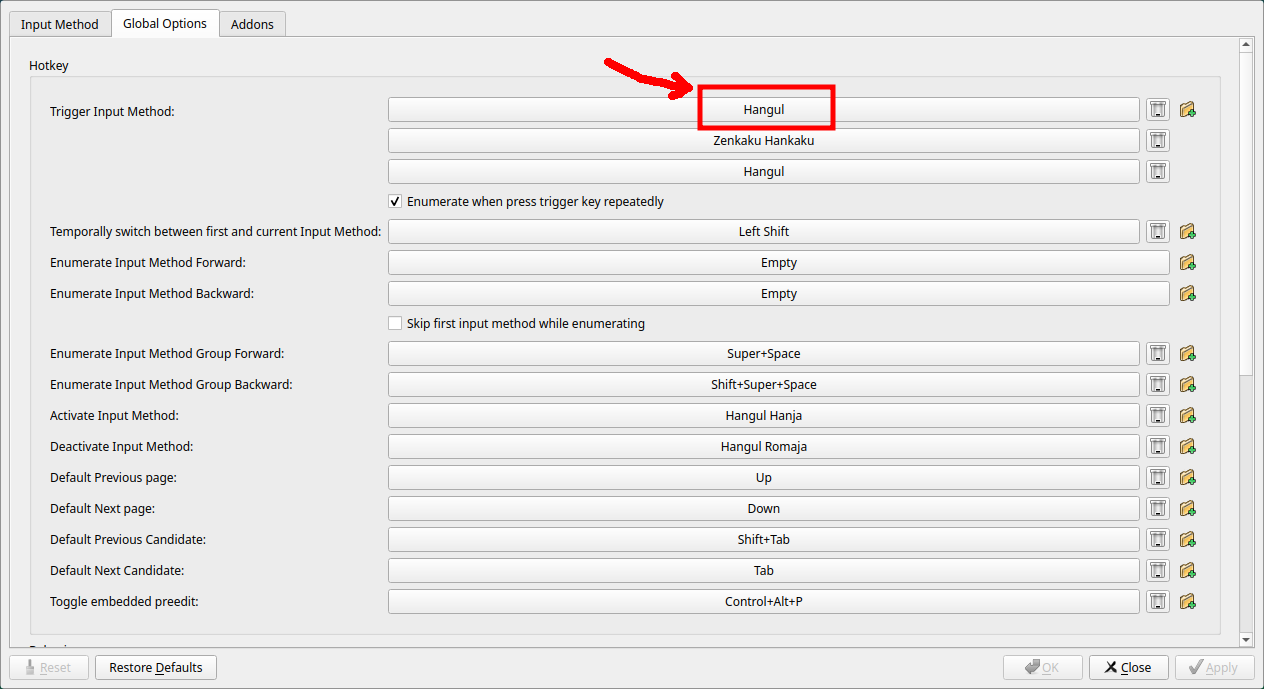 Input Method Global Options Addons
Hotkey
Trigger Input Method: Hangul
Zenkaku Hankaku
Hangul
Enumerate when press trigger key repeatedly
Temporally switch between first and current Input Method: Left Shift
Enumerate Input Method Forward: Empty
Enumerate Input Method Backward: Empty
Skip first input method while enumerating
Enumerate Input Method Group Forward: Super+Space
Enumerate Input Method Group Backward: Shift+Super+Space
Activate Input Method: Hangul Hanja
Deactivate Input Method: Hangul Romaja
Default Previous page: Up
Default Next page: Down
Default Previous Candidate: Shift+Tab
Default Next Candidate: Tab
Toggle embedded preedit: Control+Alt+P
Reset Restore Defaults OK Close Apply